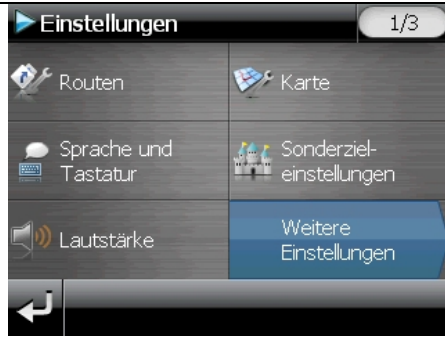 Einstellungen
1/3
Routen
Karte
Sprache und
Tastatur
Sonderziel-
einstellungen
Lautstärke
Weitere
Einstellungen